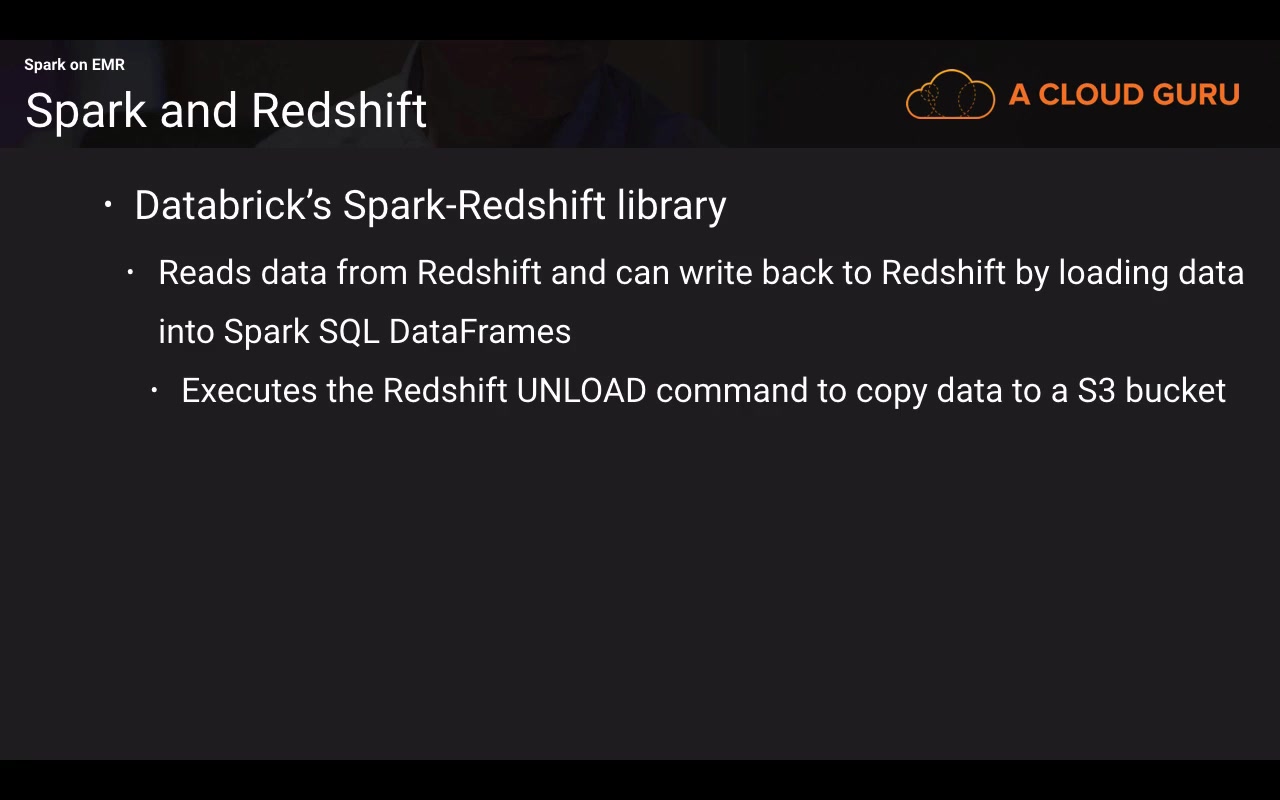 Spark on EMR
Spark and Redshift
A CLOUD GURU
• Databrick’s Spark-Redshift library
• Reads data from Redshift and can write back to Redshift by loading data
into Spark SQL DataFrames
• Executes the Redshift UNLOAD command to copy data to a S3 bucket